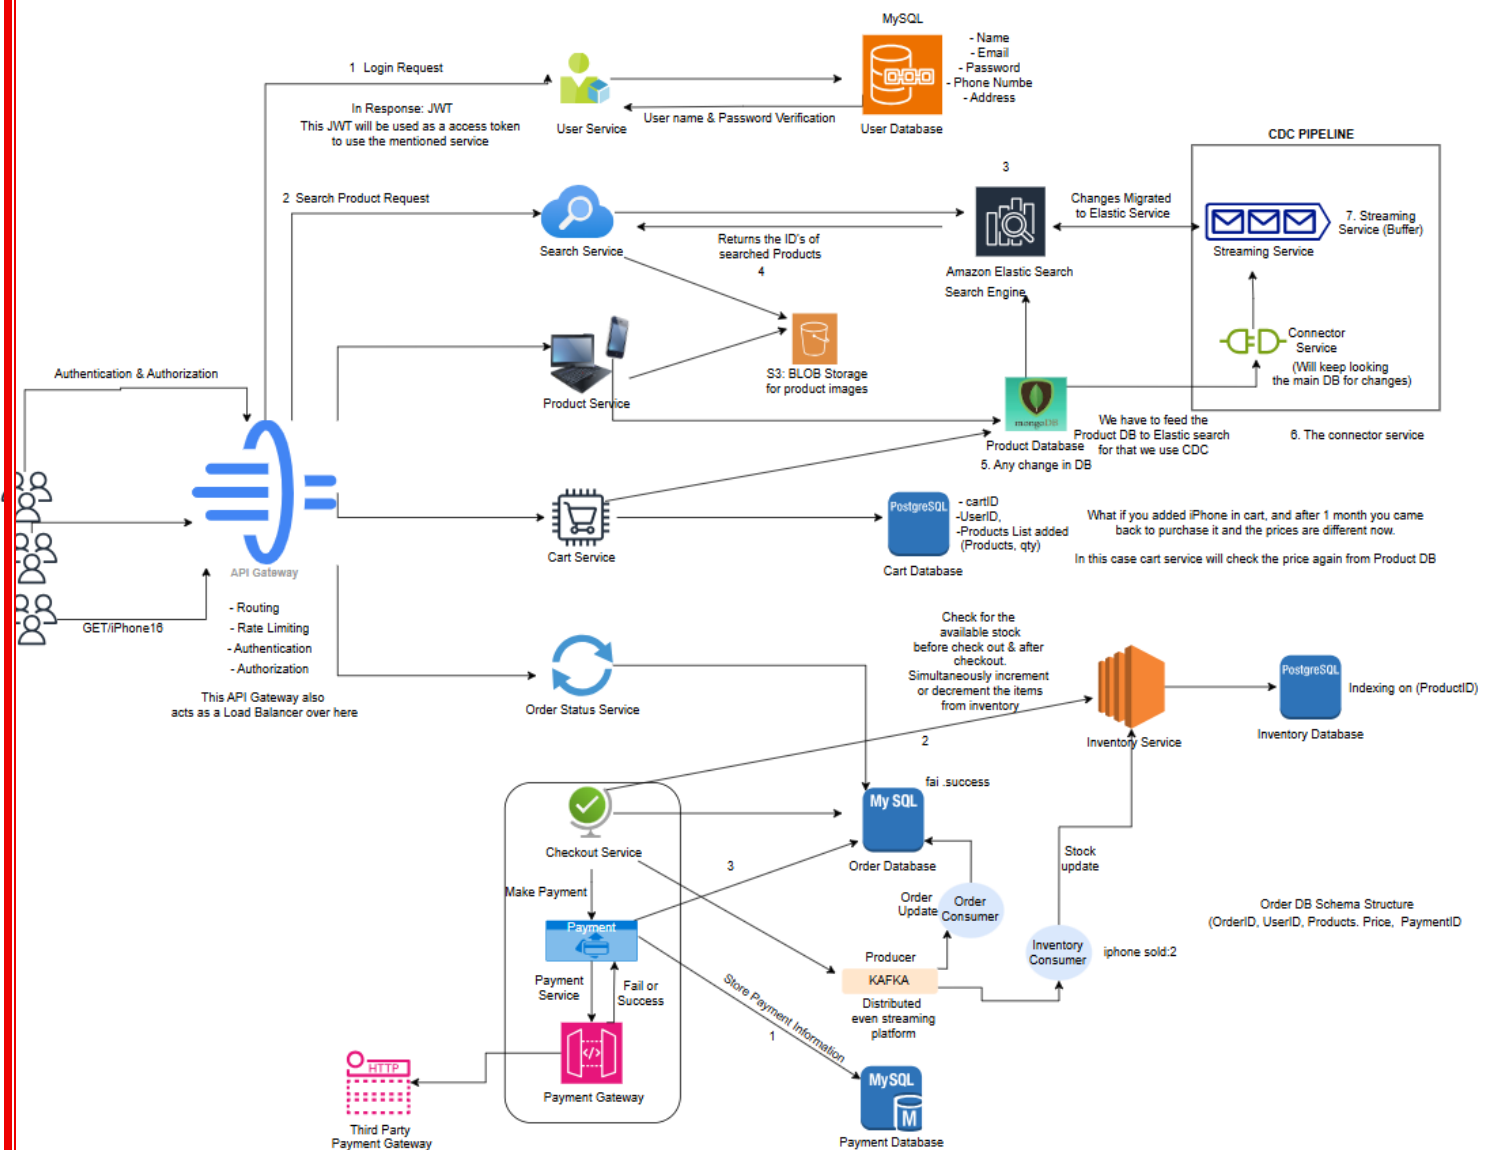 MySQL
- Name
- Email
- Password
- Phone Numbe
- Address
User Database
1 Login Request
In Response: JWT
This JWT will be used as a access token
to use the mentioned service
User Service
User name & Password Verification
CDC PIPELINE
3
2 Search Product Request
Search Service
Returns the ID's of
searched Products
4
Amazon Elastic Search
Search Engine
Changes Migrated
to Elastic Service
7. Streaming
Service (Buffer)
Streaming Service
Connector
Service
(Will keep looking
the main DB for changes)
6. The connector service
Product Service
S3: BLOB Storage
for product images
mongoDB
Product Database
5. Any change in DB
We have to feed the
Product DB to Elastic search
for that we use CDC
Authentication & Authorization
API Gateway
GET/iPhone16
- Routing
- Rate Limiting
- Authentication
- Authorization
This API Gateway also
acts as a Load Balancer over here
Cart Service
PostgreSQL
- cartID
-UserID,
-Products List added
(Products, qty)
Cart Database
What if you added iPhone in cart, and after 1 month you came
back to purchase it and the prices are different now.
In this case cart service will check the price again from Product DB
Order Status Service
Check for the
available stock
before check out & after
checkout.
Simultaneously increment
or decrement the items
from inventory
2
Inventory Service
PostgreSQL
Indexing on (ProductID)
Inventory Database
fai .success
My SQL
Order Database
Checkout Service
Make Payment
3
Payment
Payment
Service
Fail or
Success
</>
Payment Gateway
HTTP
Third Party
Payment Gateway
Store Payment Information
1
MySQL
M
Payment Database
Order
Update
Order
Consumer
Producer
KAFKA
Distributed
even streaming
platform
Inventory
Consumer
iphone sold:2
Stock
update
Order DB Schema Structure
(OrderID, UserID, Products. Price, PaymentID